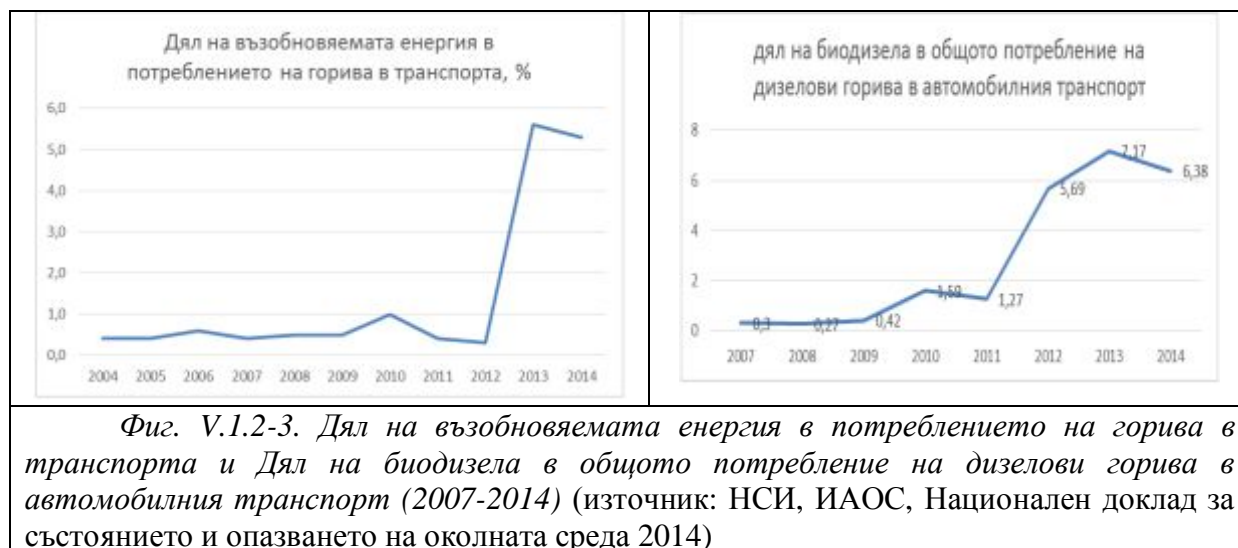 Дял на възобновяемата енергия в
потреблението на горива в транспорта, %
6,0
5,0
4,0
3,0
2,0
1,0
0,0
2004 2005 2006 2007 2008 2009 2010 2011 2012 2013 2014
дял на биодизела в общото потребление на
дизелови горива в автомобилния транспорт
8
6
4
2
0
0,3
0,27
0,42
1,59
1,27
5,69
7,17
6,38
2007 2008 2009 2010 2011 2012 2013 2014
Фиг. V.1.2-3. Дял на възобновяемата енергия в потреблението на горива в
транспорта и Дял на биодизела в общото потребление на дизелови горива в
автомобилния транспорт (2007-2014) (източник: НСИ, ИАОС, Национален доклад за
състоянието и опазването на околната среда 2014)